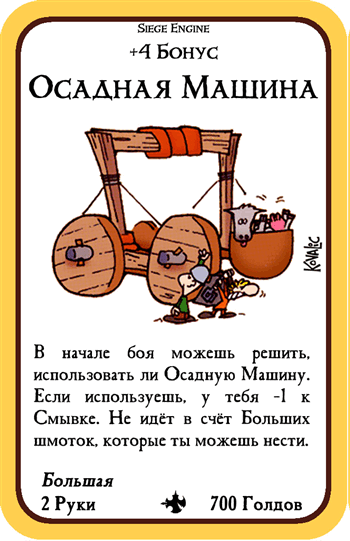 Siege Engine
+4 Бонус
Осадная Машина
Kovalic
В начале боя можешь решить,
использовать ли Осадную Машину.
Если используешь, у тебя -1 к
Смывке. Не идёт в счёт Больших
шмоток, которые ты можешь нести.
Большая
2 Руки 700 Голдов